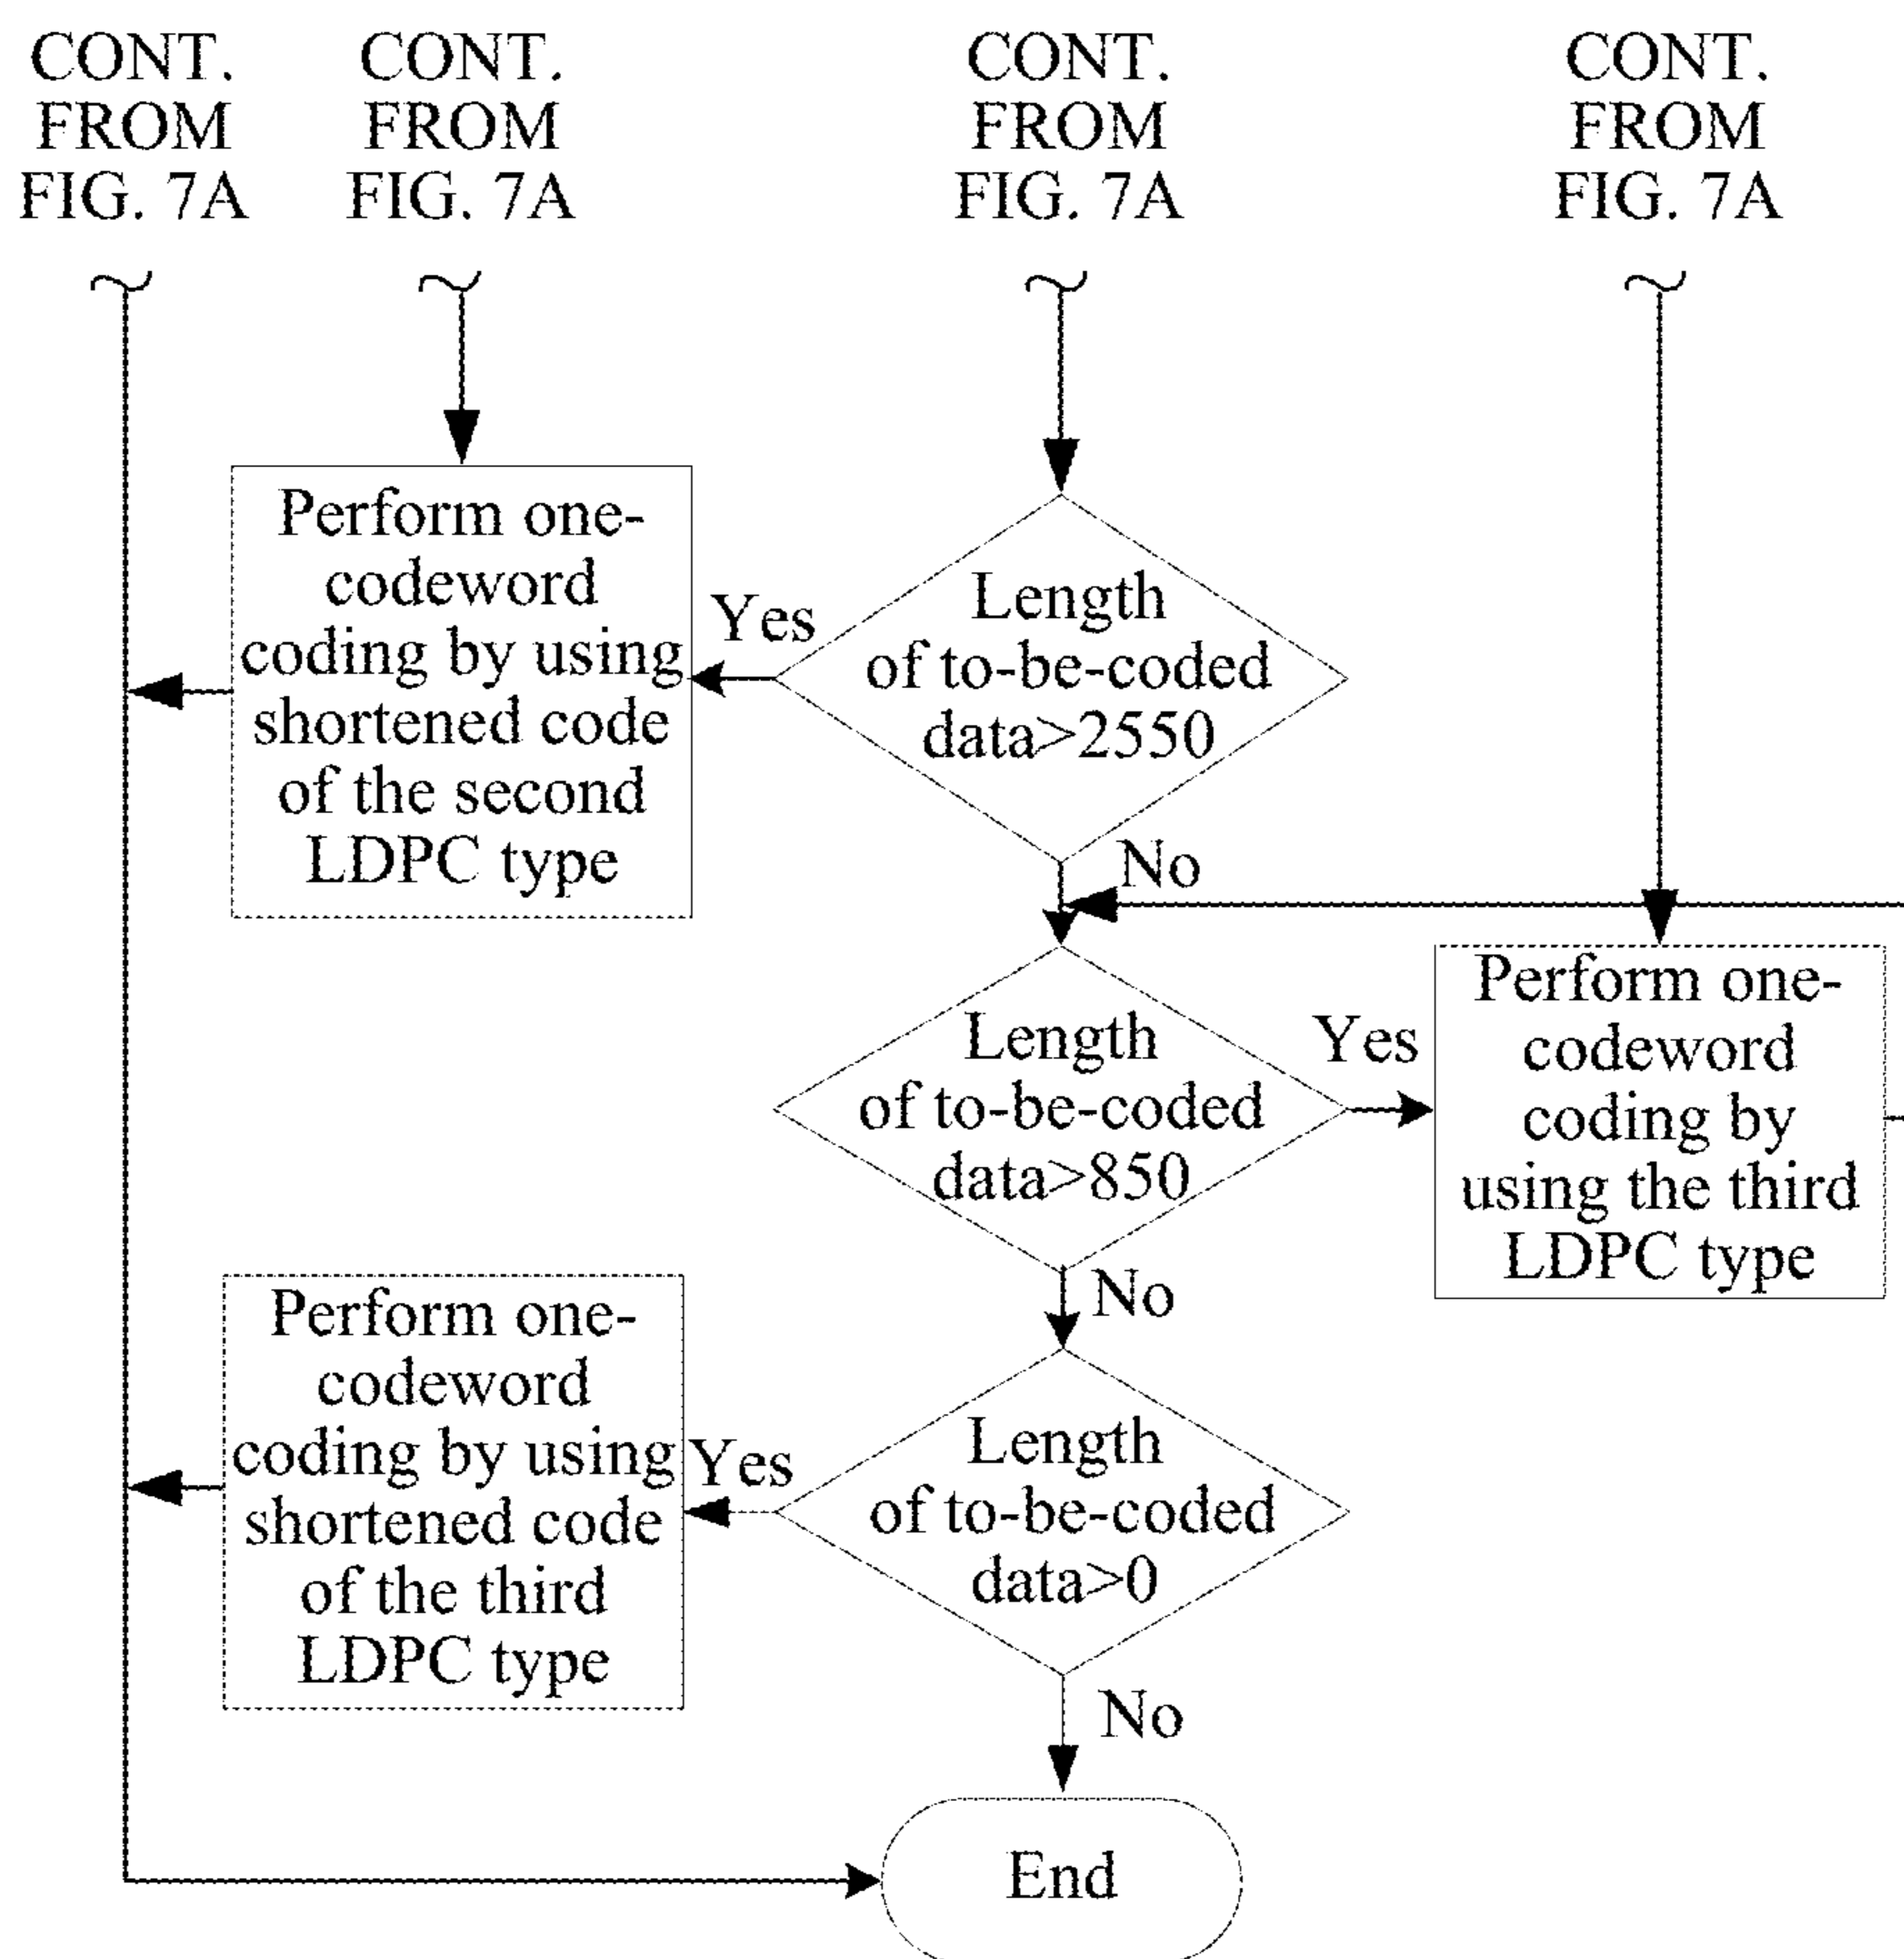 CONT.
FROM
FIG. 7A
CONT.
FROM
FIG. 7A
CONT.
FROM
FIG. 7A
CONT.
FROM
FIG. 7A
Perform one-
codeword
coding by using
shortened code
of the second
LDPC type
Yes
Length
of to-be-coded
data>2550
No
Length
of to-be-coded
data>850
Yes
Perform one-
codeword
coding by
using the third
LDPC type
No
Perform one-
codeword
coding by using
shortened code
of the third
LDPC type
Yes
Length
of to-be-coded
data>0
No
End